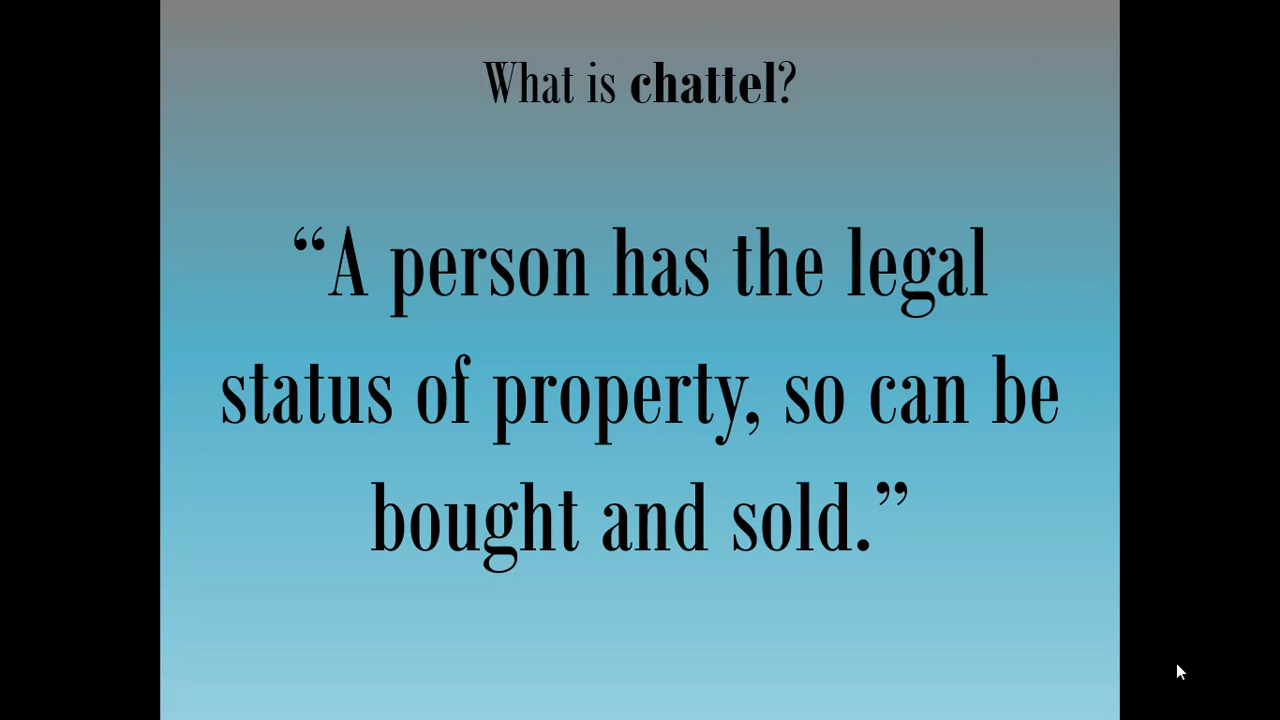 What is chattel?
“A person has the legal
status of property, so can be
bought and sold.”